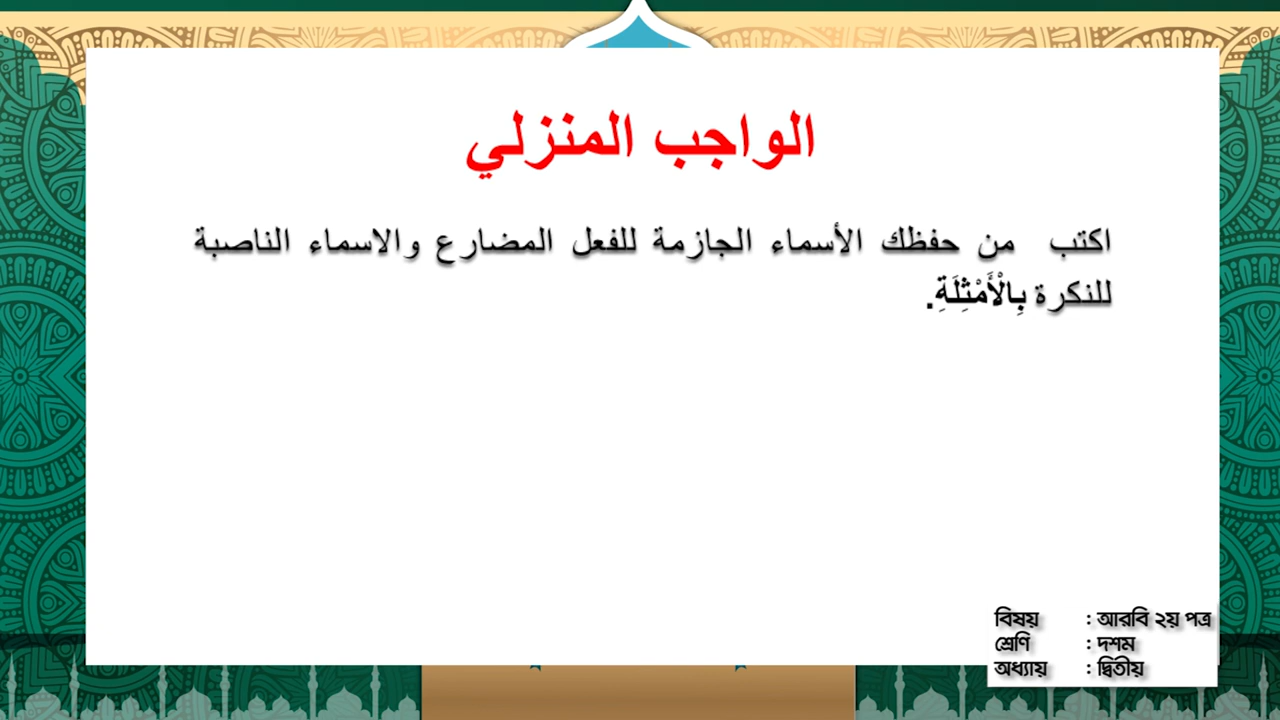 الواجب المنزلي
اكتب من حفظك الأسماء الجازمة للفعل المضارع والاسماء الناصبة
للنكرة بِالْأَمْثِلَةِ.
বিষয় : আরবি ২য় পত্র
শ্রেণি : দশম
অধ্যায় : দ্বিতীয়